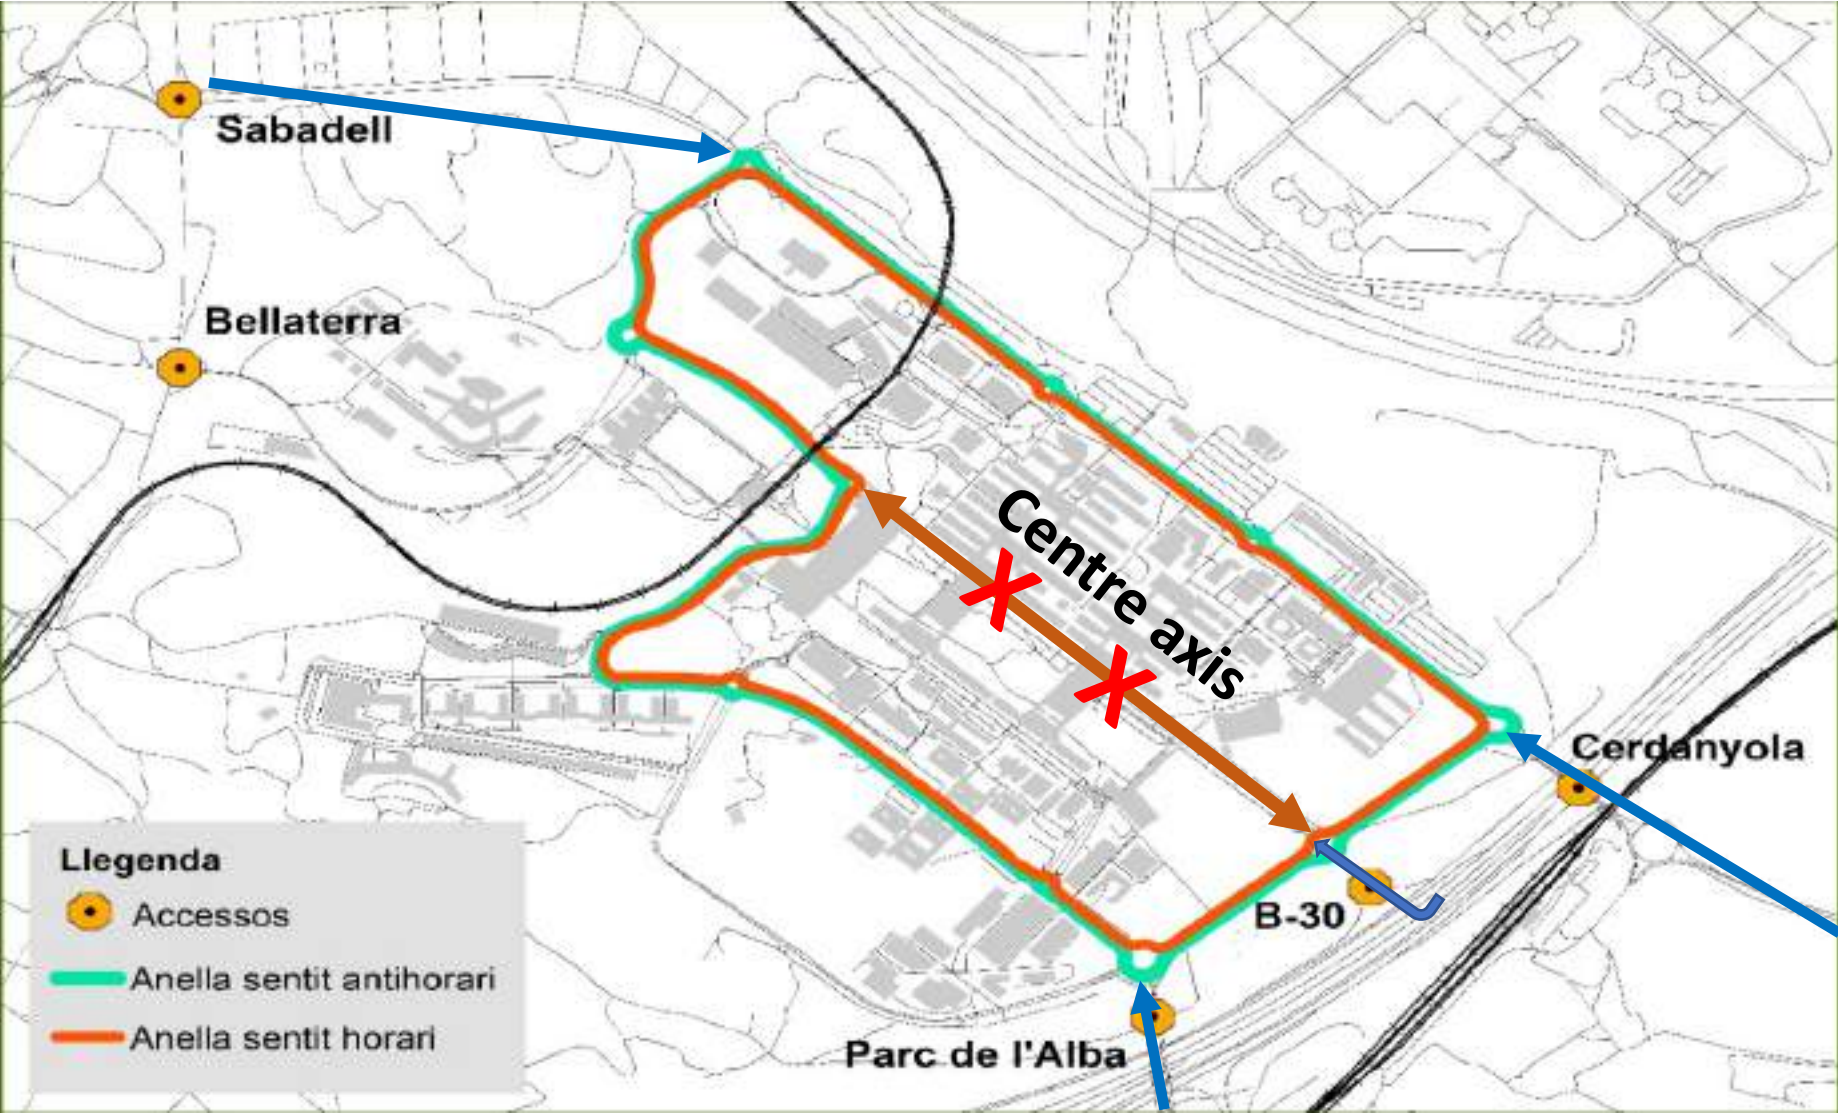 Sabadell
Bellaterra
Centre axis
X
X
Cerdanyola
B-30
Parc de l'Alba
Llegenda
Accessos
Anella sentit antihorari
Anella sentit horari